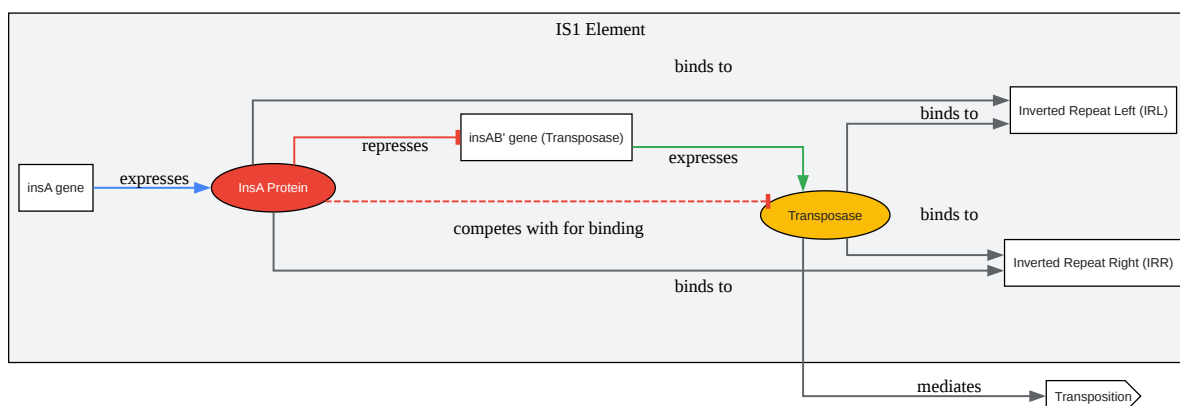 IS1 Element
binds to
Inverted Repeat Left (IRL)
binds to
insAB' gene (Transposase)
represses
expresses
insA gene
expresses
InsA Protein
Transposase
binds to
competes with for binding
Inverted Repeat Right (IRR)
binds to
mediates
Transposition